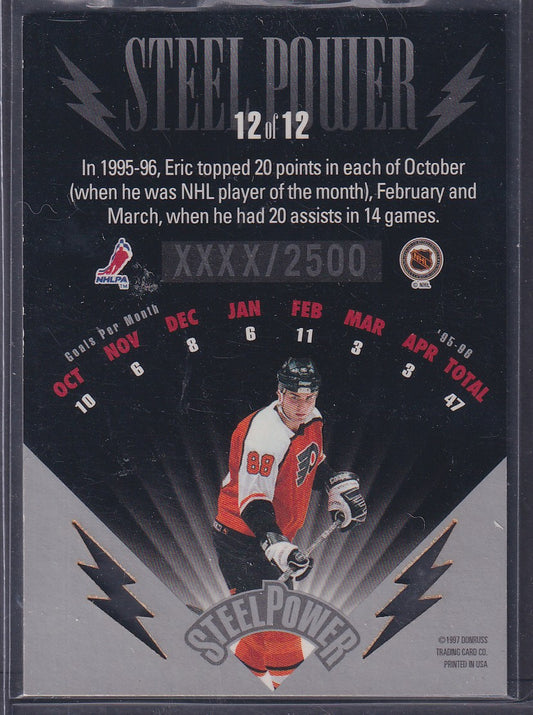 STEEL POWER
12 of 12
In 1995-96, Eric topped 20 points in each of October
(when he was NHL player of the month), February and
March, when he had 20 assists in 14 games.
NHLPA™
XXXX/2500
© NHL
Goals Per Month
OCT NOV DEC JAN FEB MAR APR '95-96 TOTAL
10 6 8 6 11 3 3 47
88
STEELPOWER
©1997 DONRUSS
TRADING CARD CO.
PRINTED IN USA